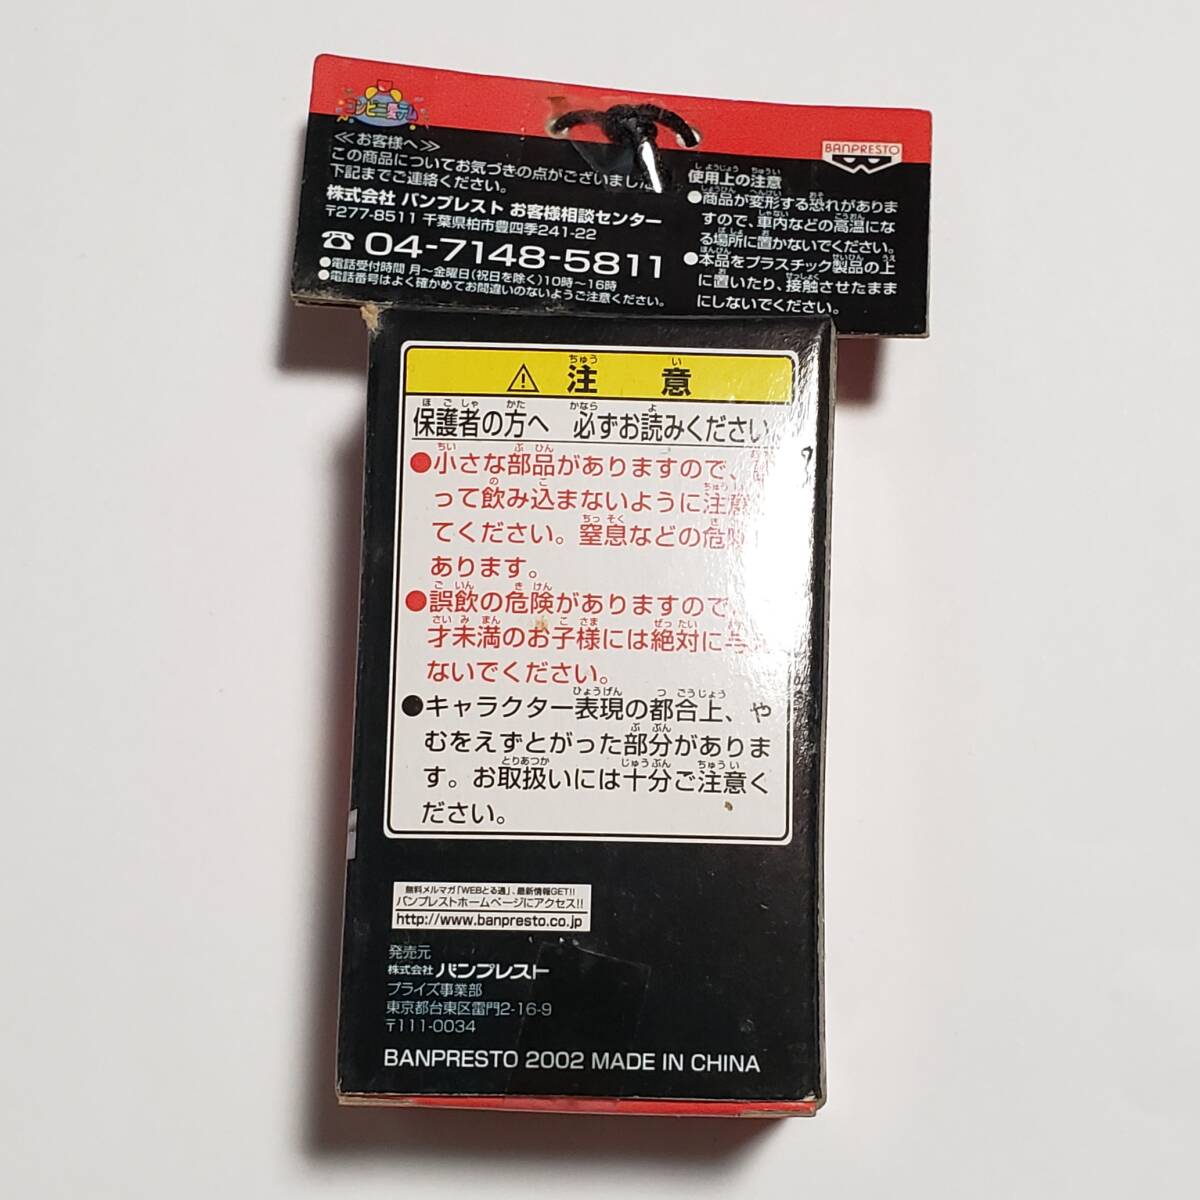 コンビニ景テム
≪お客様へ≫
この商品についてお気づきの点がございました
下記までご連絡ください。
株式会社 バンプレスト お客様相談センター
〒277-8511 千葉県柏市豊四季241-22
☎ 04-7148-5811
●電話受付時間 月～金曜日(祝日を除く)10時～16時
●電話番号はよく確かめてお間違いのないようご注意ください。
BANPRESTO
使用上の注意
●商品が変形する恐れがありま
すので、車内などの高温にな
る場所に置かないでください。
●本品をプラスチック製品の上
に置いたり、接触させたまま
にしないでください。
⚠ 注意
保護者の方へ 必ずお読みください。
●小さな部品がありますので、
って飲み込まないように注意
てください。窒息などの危険
あります。
●誤飲の危険がありますので
才未満のお子様には絶対に与
ないでください。
●キャラクター表現の都合上、や
むをえずとがった部分がありま
す。お取扱いには十分ご注意く
ださい。
無料メルマガ「WEBとる通」、最新情報GET!!
バンプレストホームページにアクセス!!
http://www.banpresto.co.jp
発売元
株式会社 バンプレスト
プライズ事業部
東京都台東区雷門2-16-9
〒111-0034
BANPRESTO 2002 MADE IN CHINA